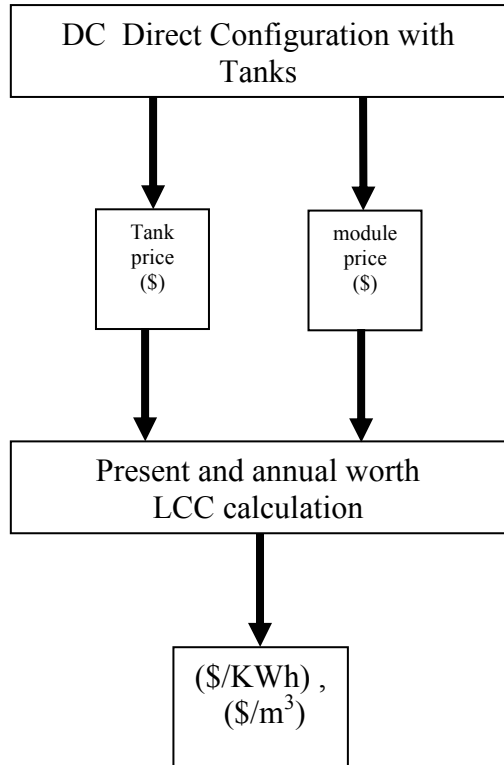 DC  Direct Configuration with
Tanks
Tank
price
($)
module
price
($)
Present and annual worth
LCC calculation
($/KWh) ,
($/m³)